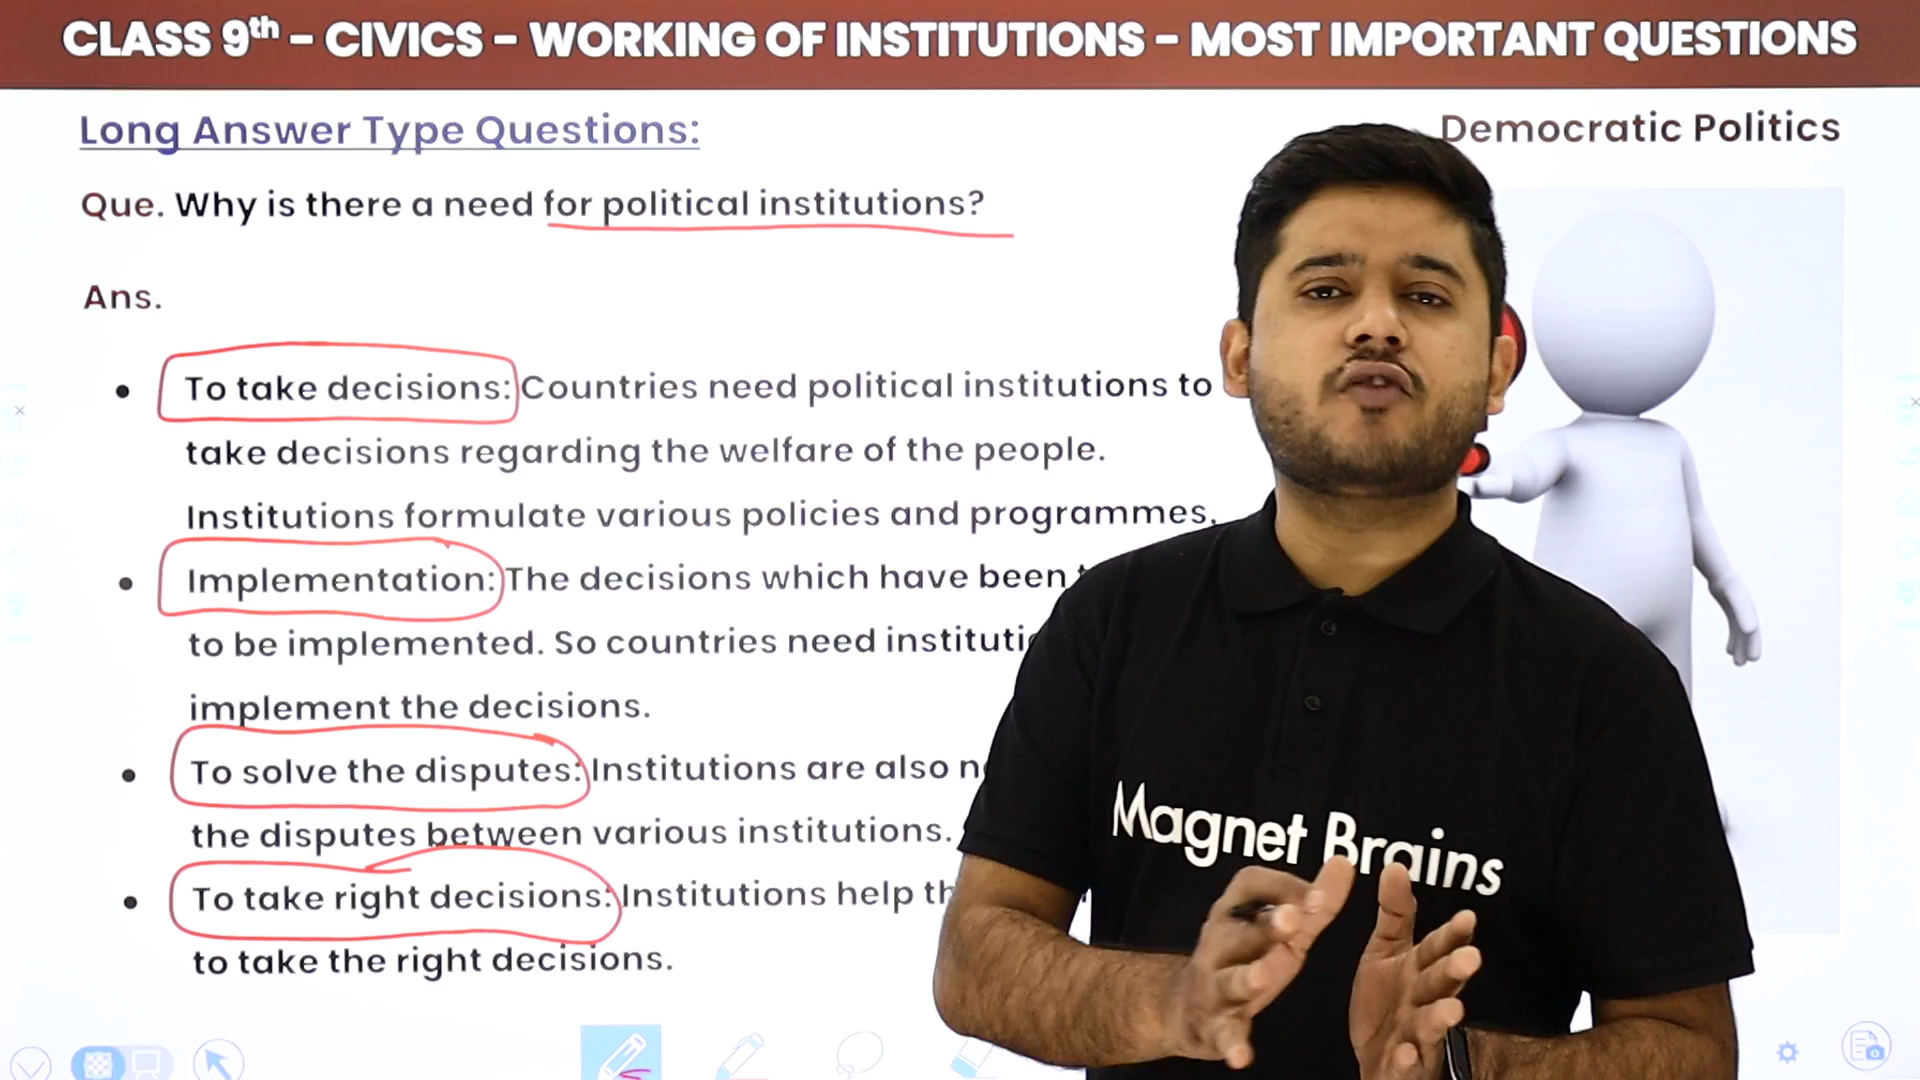 CLASS 9th – CIVICS – WORKING OF INSTITUTIONS – MOST IMPORTANT QUESTIONS
Long Answer Type Questions:
Democratic Politics
Que. Why is there a need for political institutions?
Ans.
• To take decisions: Countries need political institutions to
take decisions regarding the welfare of the people.
Institutions formulate various policies and programmes.
• Implementation: The decisions which have been
to be implemented. So countries need
implement the decisions.
• To solve the disputes: Institutions are also
the disputes between various institutions.
• To take right decisions: Institutions help
to take the right decisions.
Magnet Brains